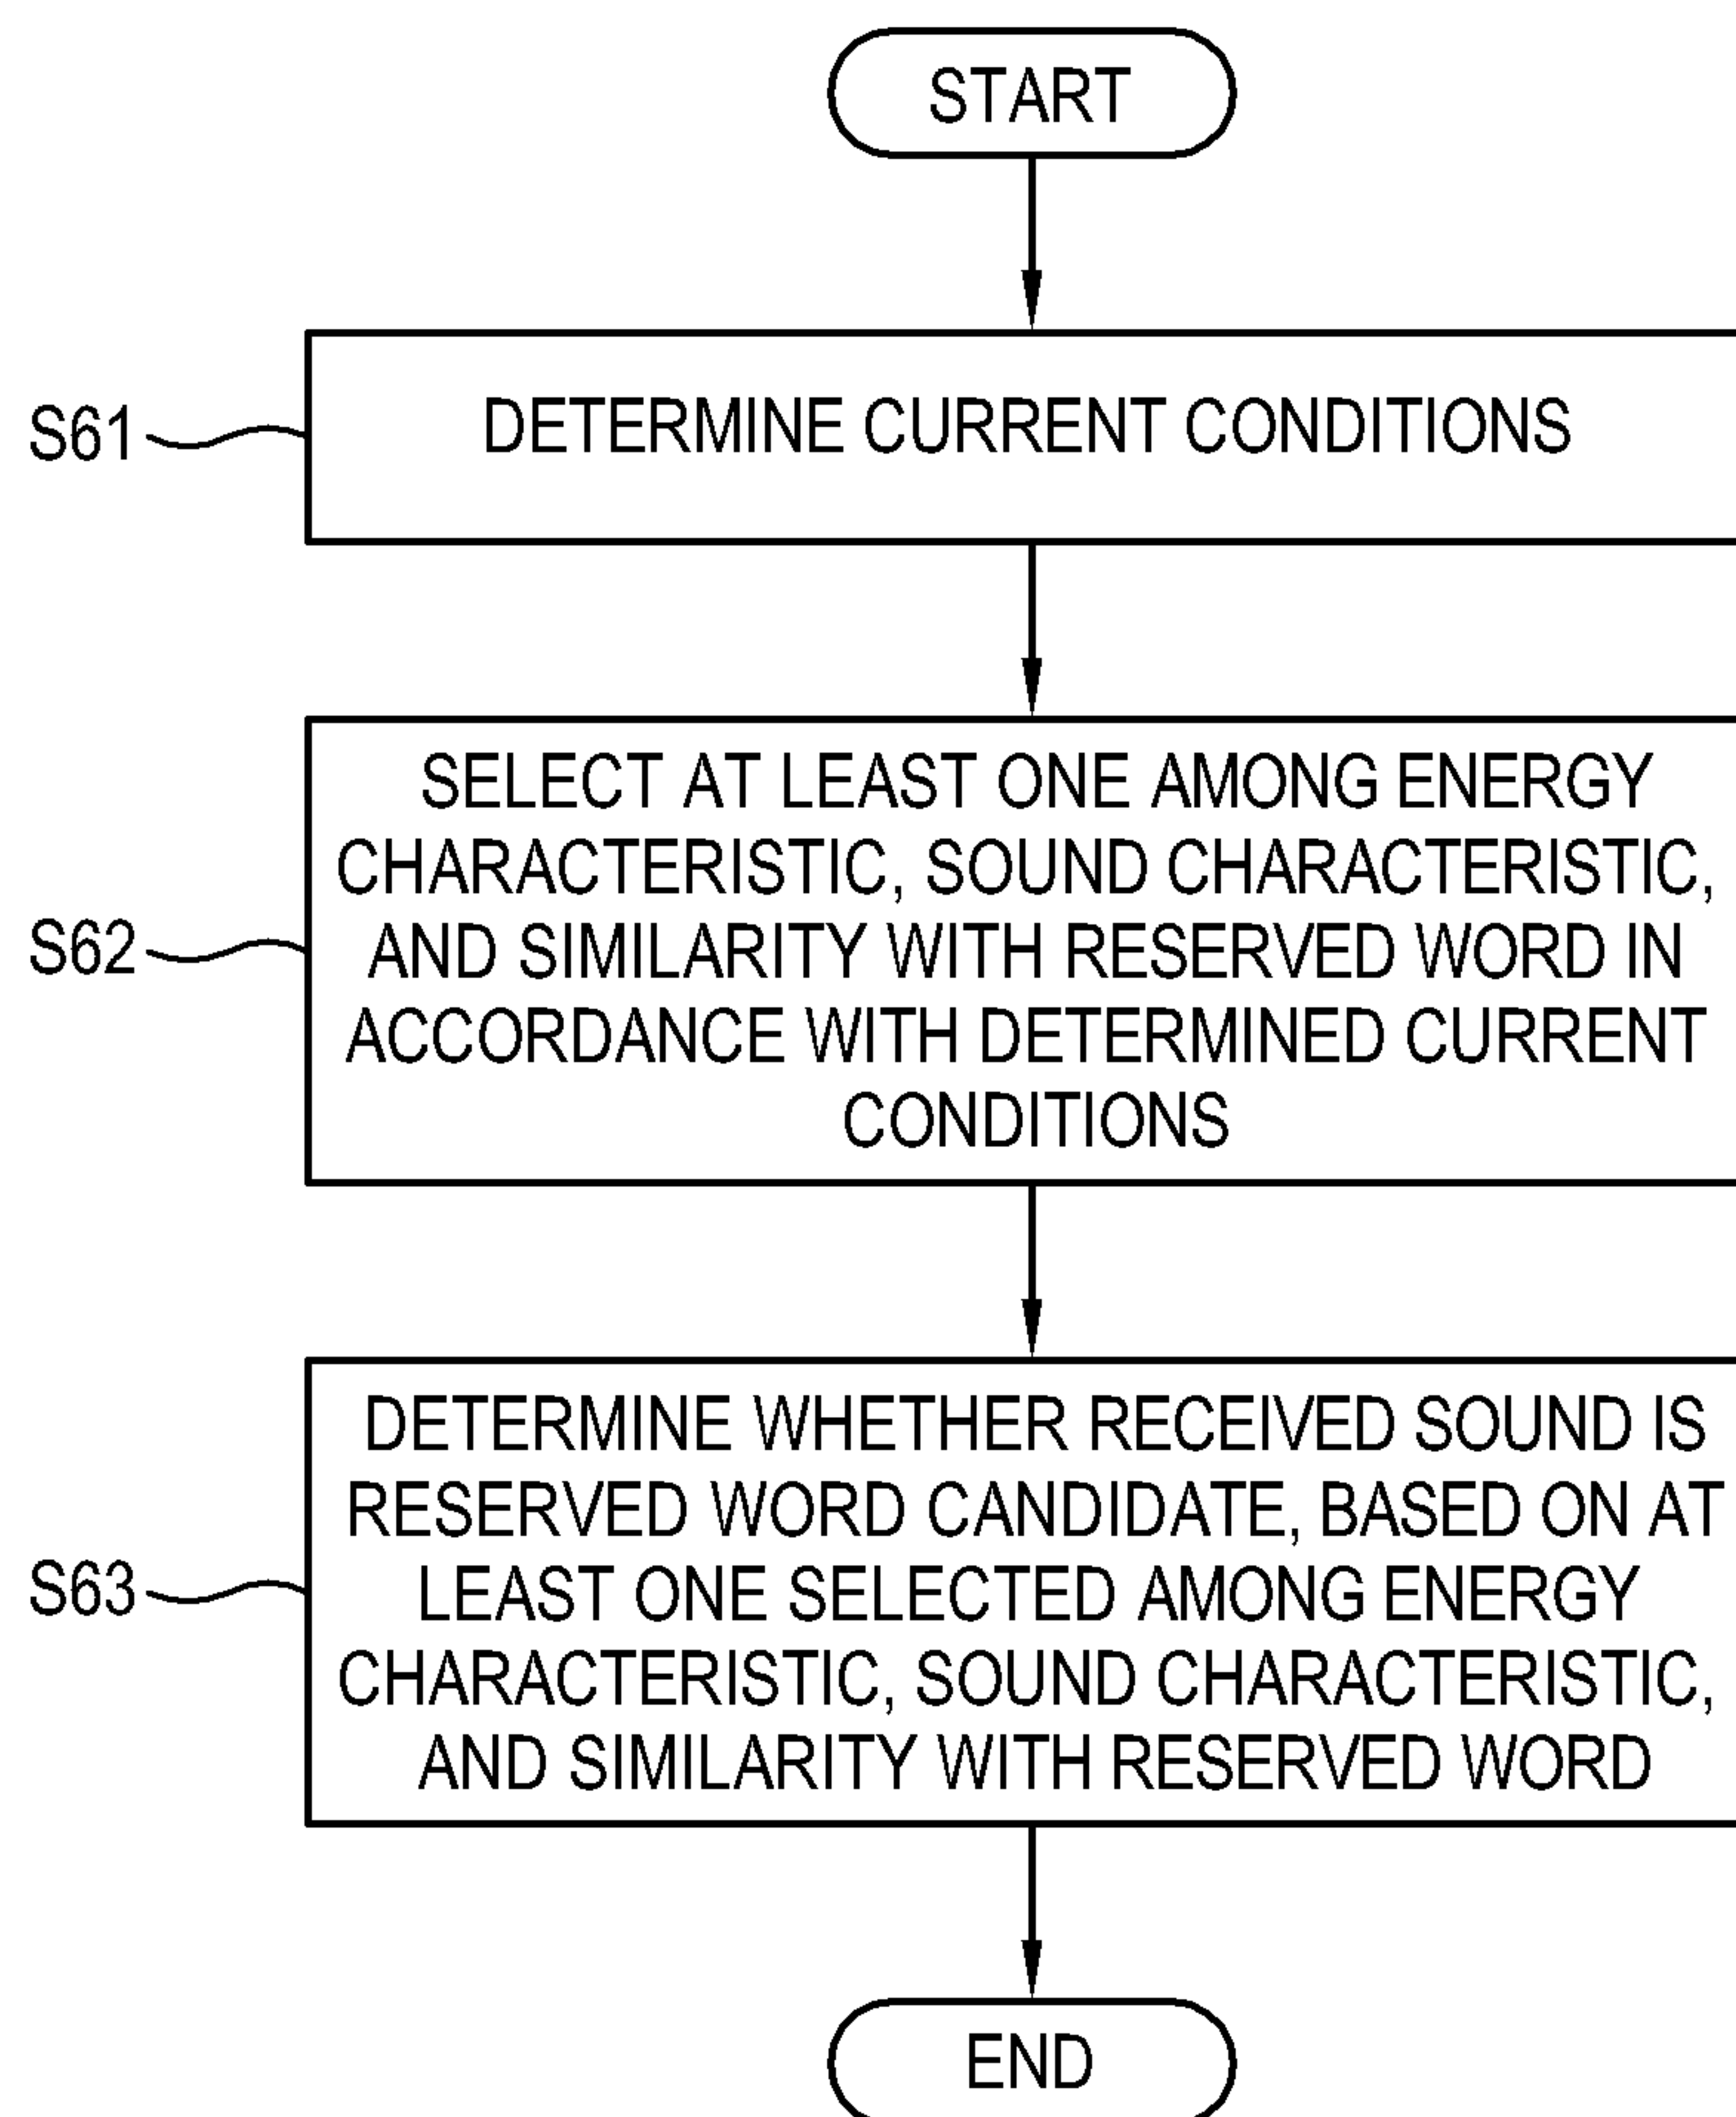 START
S61
DETERMINE CURRENT CONDITIONS
S62
SELECT AT LEAST ONE AMONG ENERGY
CHARACTERISTIC, SOUND CHARACTERISTIC,
AND SIMILARITY WITH RESERVED WORD IN
ACCORDANCE WITH DETERMINED CURRENT
CONDITIONS
S63
DETERMINE WHETHER RECEIVED SOUND IS
RESERVED WORD CANDIDATE, BASED ON AT
LEAST ONE SELECTED AMONG ENERGY
CHARACTERISTIC, SOUND CHARACTERISTIC,
AND SIMILARITY WITH RESERVED WORD
END